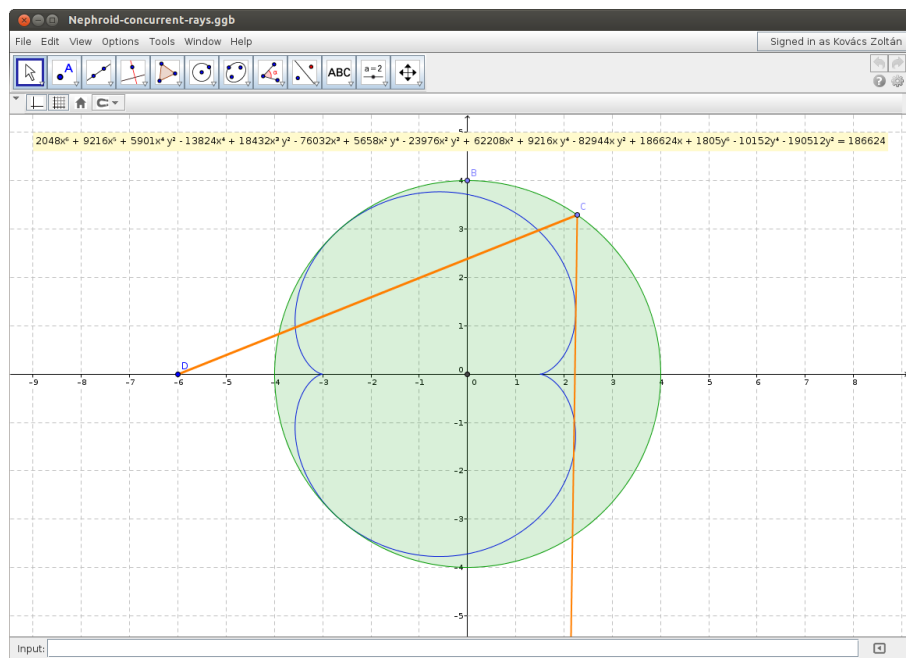 Nephroid-concurrent-rays.ggb
File Edit View Options Tools Window Help
Signed in as Kovács Zoltán
A
ABC
a=2
5
2048x⁶ + 9216x⁵ + 5901x⁴ y² - 13824x⁴ + 18432x³ y² - 76032x³ + 5658x² y⁴ - 23976x² y² + 62208x² + 9216x y⁴ - 82944x y² + 186624x + 1805y⁶ - 10152y⁴ - 190512y² = 186624
4
B
C
3
2
1
D
0
-9 -8 -7 -6 -5 -4 -3 -2 -1 0 1 2 3 4 5 6 7 8
-1
-2
-3
-4
-5
Input: